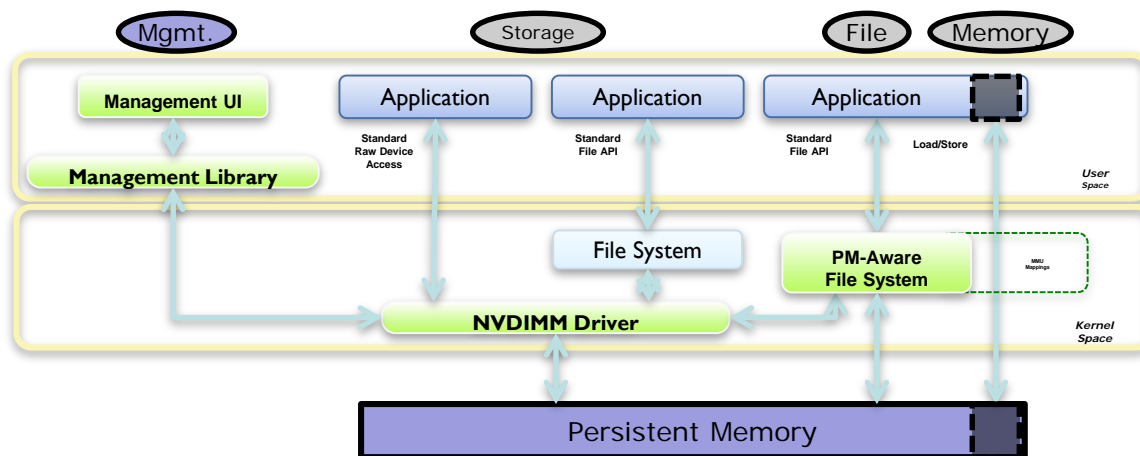 Mgmt.
Storage
File
Memory
Management UI
Application
Application
Application
Standard
Raw Device
Access
Standard
File API
Standard
File API
Load/Store
Management Library
User
Space
File System
PM-Aware
File System
MMU
Mappings
NVDIMM Driver
Kernel
Space
Persistent Memory